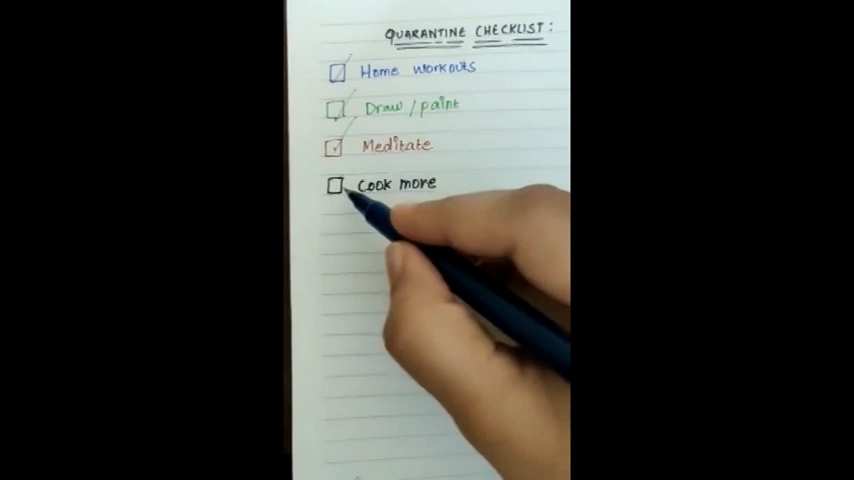 QUARANTINE CHECKLIST:
Home workouts
Draw/paint
Meditate
Cook more